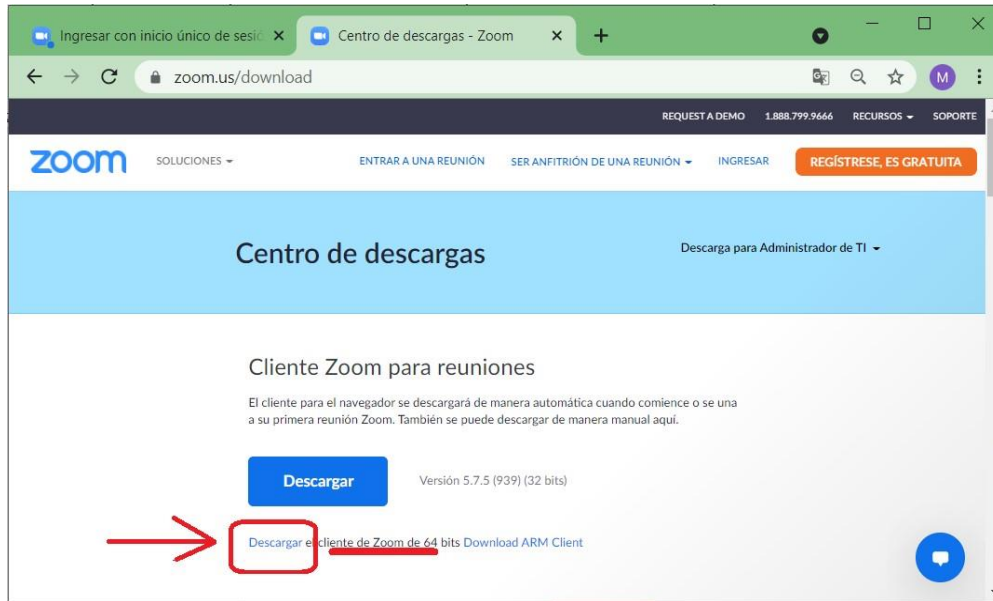 Ingresar con inicio único de sesió
Centro de descargas - Zoom
zoom.us/download
M
REQUEST A DEMO 1.888.799.9666 RECURSOS SOPORTE
zoom SOLUCIONES ENTRAR A UNA REUNIÓN SER ANFITRIÓN DE UNA REUNIÓN INGRESAR REGÍSTRESE, ES GRATUITA
Centro de descargas
Descarga para Administrador de TI
Cliente Zoom para reuniones
El cliente para el navegador se descargará de manera automática cuando comience o se una
a su primera reunión Zoom. También se puede descargar de manera manual aquí.
Descargar Versión 5.7.5 (939) (32 bits)
Descargar el cliente de Zoom de 64 bits Download ARM Client